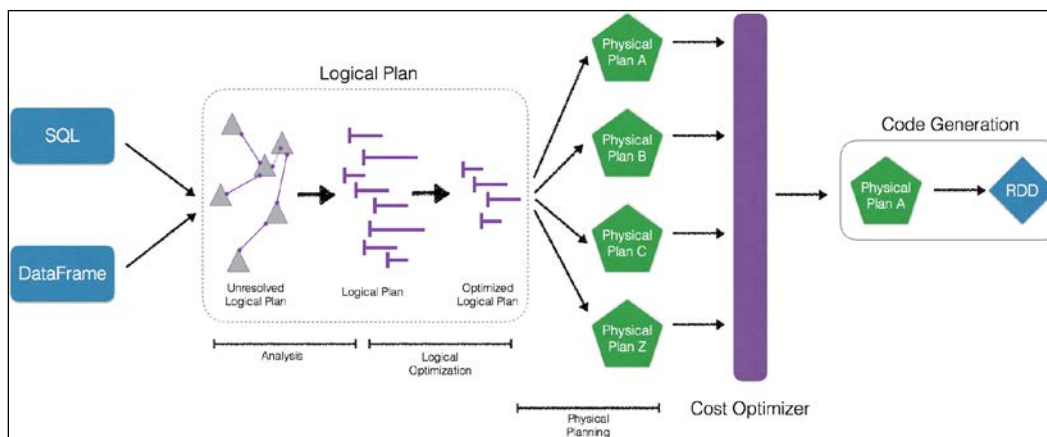 Logical Plan
SQL
DataFrame
Unresolved
Logical Plan
Logical Plan
Optimized
Logical Plan
Analysis
Logical
Optimization
Physical
Plan A
Physical
Plan B
Physical
Plan C
Physical
Plan Z
Physical
Planning
Cost Optimizer
Code Generation
Physical
Plan A
RDD